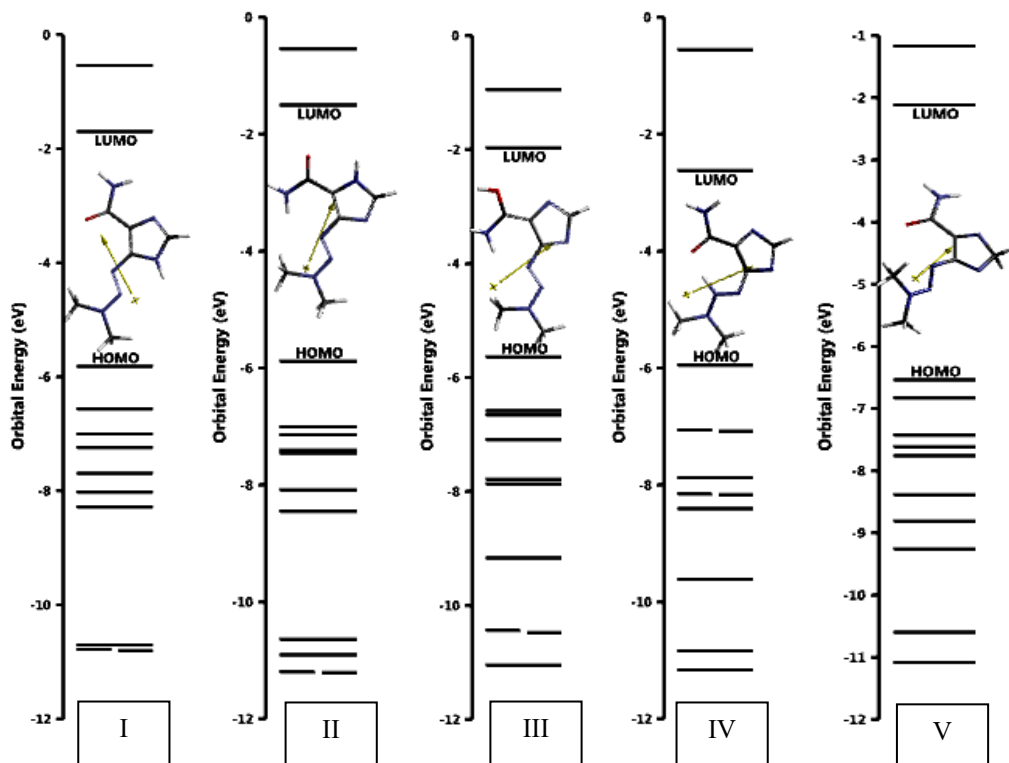 Orbital Energy (eV)
0
-2
-4
-6
-8
-10
-12
LUMO
HOMO
I
Orbital Energy (eV)
0
-2
-4
-6
-8
-10
-12
LUMO
HOMO
II
Orbital Energy (eV)
0
-2
-4
-6
-8
-10
-12
LUMO
HOMO
III
Orbital Energy (eV)
0
-2
-4
-6
-8
-10
-12
LUMO
HOMO
IV
Orbital Energy (eV)
-1
-2
-3
-4
-5
-6
-7
-8
-9
-10
-11
-12
LUMO
HOMO
V